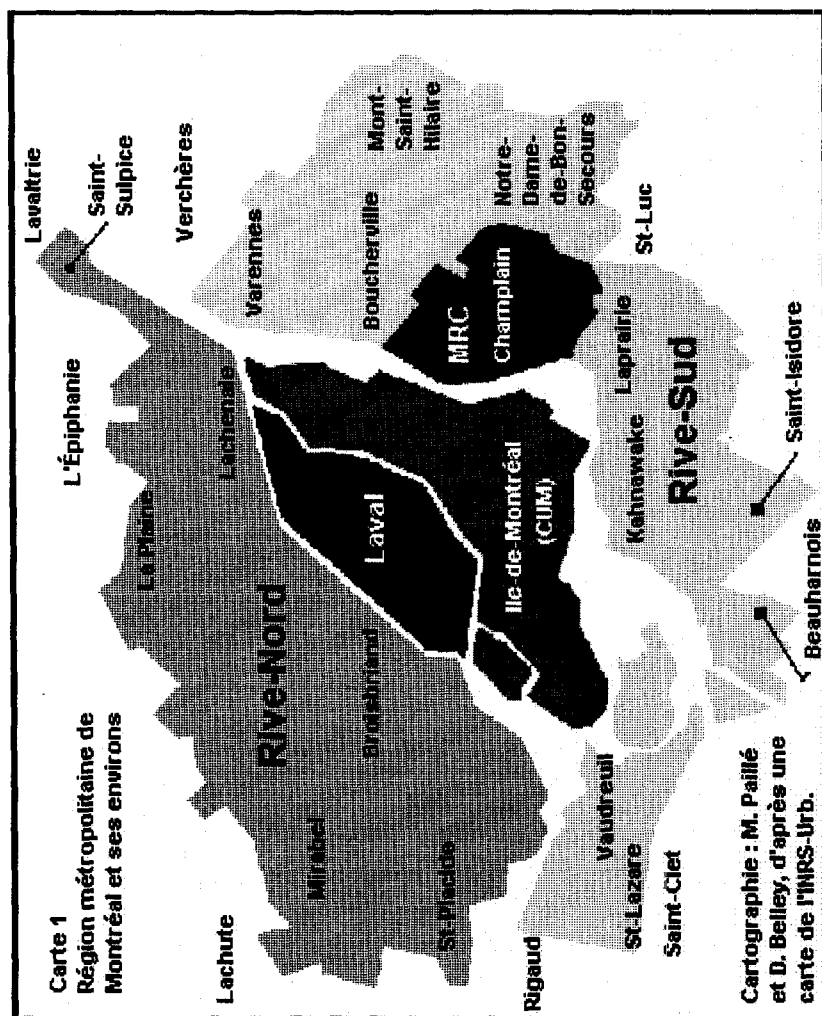 Carte 1
Région métropolitaine de
Montréal et ses environs
Lavaltrie
Saint-
Sulpice
L'Épiphanie
Verchères
La Plaine
Lachenaie
Varennes
Lachute
Mirabel
Rive-Nord
Boisbriand
Laval
Boucherville
Mont-
Saint-
Hilaire
St-Placide
Ile-de-Montréal
(CUM)
MRC
Champlain
Notre-
Dame-
de-Bon-
Secours
Rigaud
Vaudreuil
St-Lazare
Saint-Clet
Kahnawake
Laprairie
St-Luc
Rive-Sud
Saint-Isidore
Beauharnois
Cartographie : M. Paillé
et D. Belley, d'après une
carte de l'INRS-Urb.